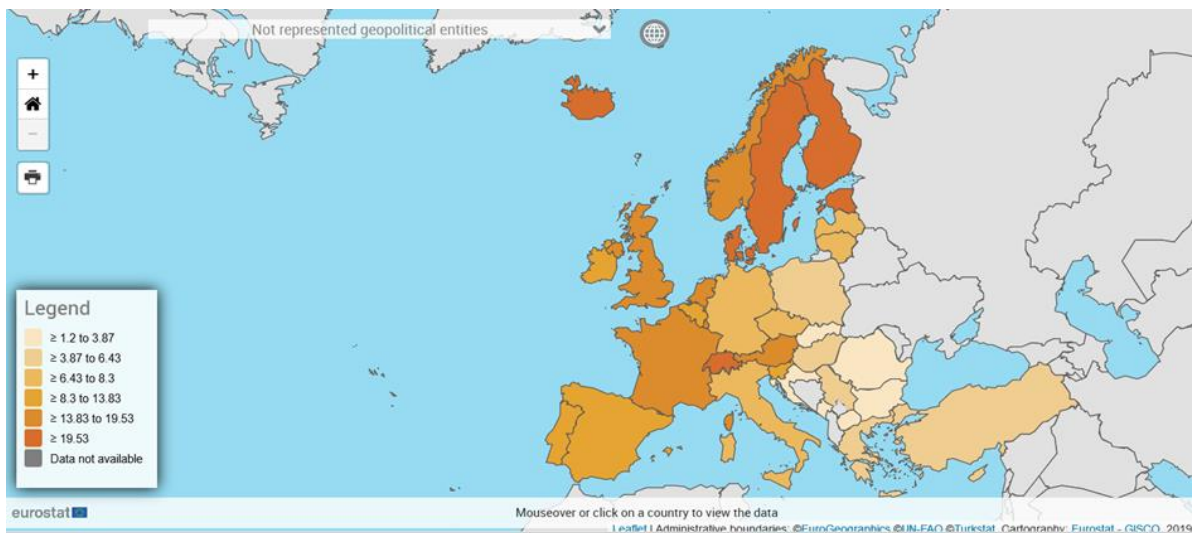 Not represented geopolitical entities
+
−
Legend
≥ 1.2 to 3.87
≥ 3.87 to 6.43
≥ 6.43 to 8.3
≥ 8.3 to 13.83
≥ 13.83 to 19.53
≥ 19.53
Data not available
eurostat
Mouseover or click on a country to view the data
Leaflet | Administrative boundaries: ©EuroGeographics ©UN-FAO ©Turkstat, Cartography: Eurostat - GISCO, 2019